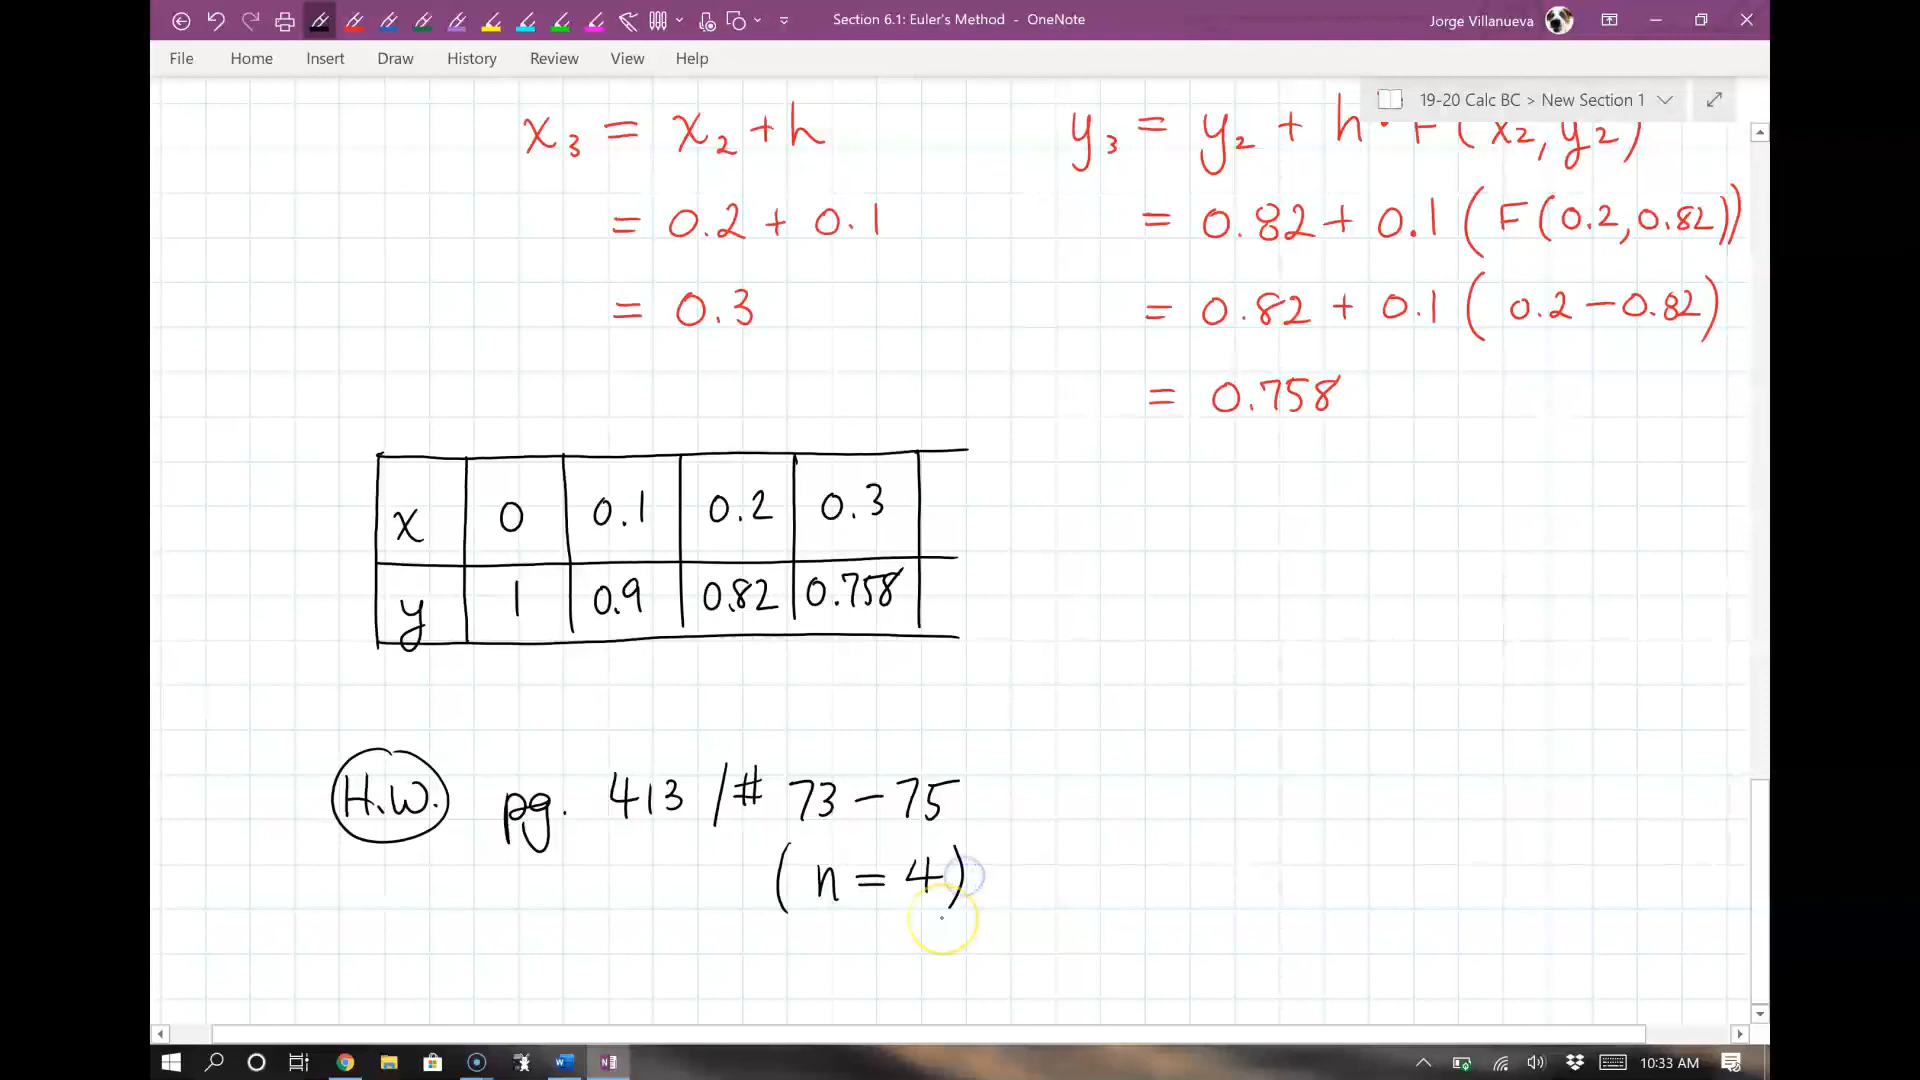 Section 6.1: Euler's Method - OneNote
Jorge Villanueva
File Home Insert Draw History Review View Help
19-20 Calc BC > New Section 1
x₃ = x₂ + h
= 0.2 + 0.1
= 0.3
y₃ = y₂ + h · F(x₂, y₂)
= 0.82 + 0.1 (F(0.2, 0.82))
= 0.82 + 0.1 (0.2 − 0.82)
= 0.758
x 0 0.1 0.2 0.3
y 1 0.9 0.82 0.758
H.W. pg. 413 /# 73 − 75
(n = 4)
10:33 AM